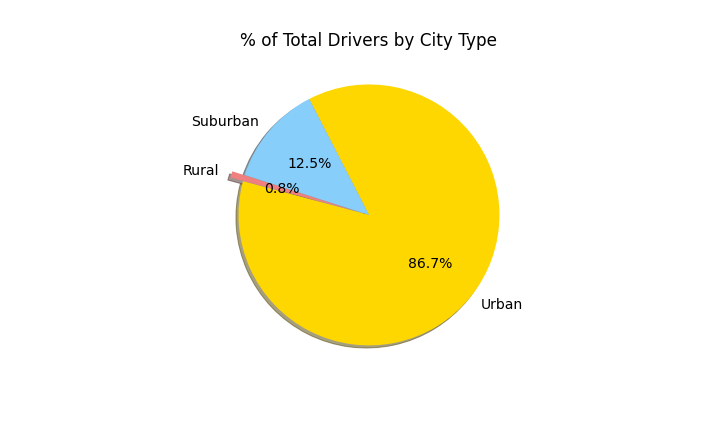 % of Total Drivers by City Type
Suburban
12.5%
Rural
0.8%
86.7%
Urban